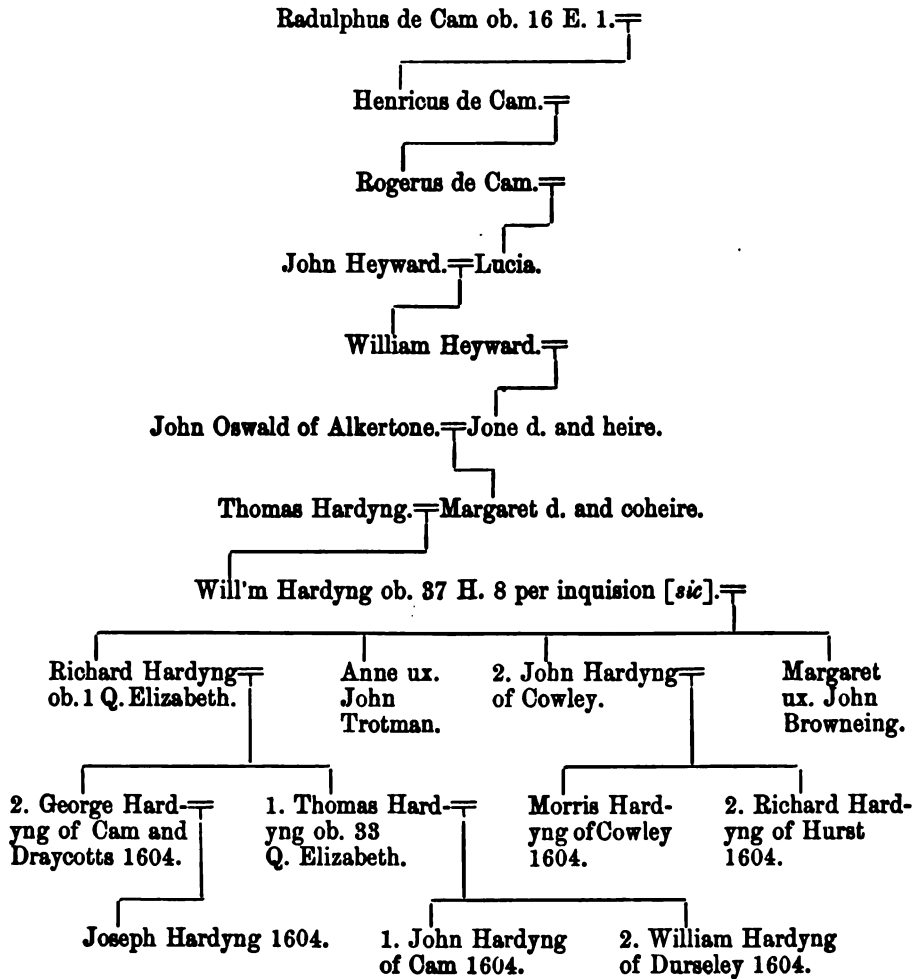 Radulphus de Cam ob. 16 E. 1.
Henricus de Cam.
Rogerus de Cam.
John Heyward. Lucia.
William Heyward.
John Oswald of Alkertone. Jone d. and heire.
Thomas Hardyng. Margaret d. and coheire.
Will'm Hardyng ob. 37 H. 8 per inquision [sic].
Richard Hardyng
ob. 1 Q. Elizabeth.
Anne ux.
John
Trotman.
2. John Hardyng
of Cowley.
Margaret
ux. John
Browneing.
2. George Hard-
yng of Cam and
Draycotts 1604.
1. Thomas Hard-
yng ob. 33
Q. Elizabeth.
Morris Hard-
yng of Cowley
1604.
2. Richard Hard-
yng of Hurst
1604.
Joseph Hardyng 1604.
1. John Hardyng
of Cam 1604.
2. William Hardyng
of Durseley 1604.